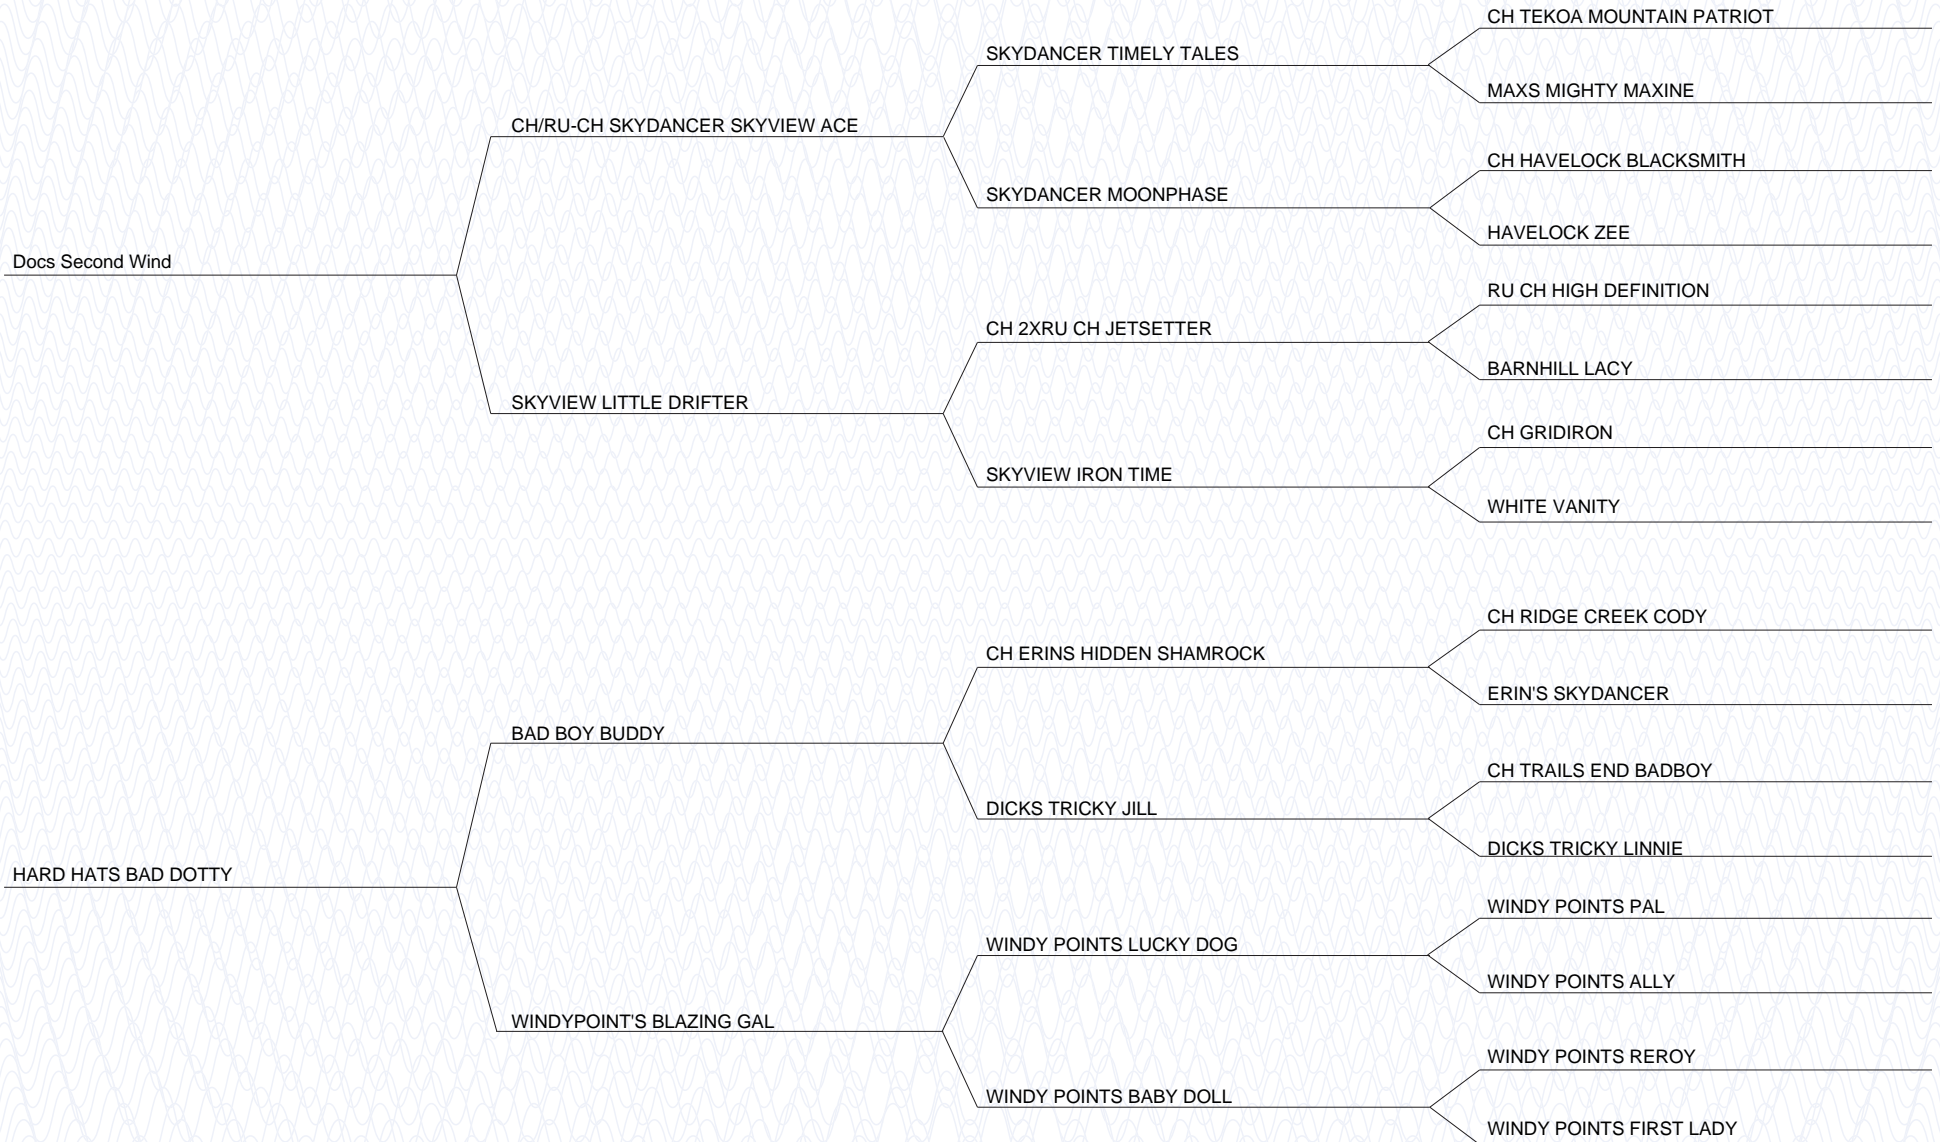 CH TEKOA MOUNTAIN PATRIOT
SKYDANCER TIMELY TALES
MAXS MIGHTY MAXINE
CH/RU-CH SKYDANCER SKYVIEW ACE
CH HAVELOCK BLACKSMITH
SKYDANCER MOONPHASE
HAVELOCK ZEE
Docs Second Wind
RU CH HIGH DEFINITION
CH 2XRU CH JETSETTER
BARNHILL LACY
SKYVIEW LITTLE DRIFTER
CH GRIDIRON
SKYVIEW IRON TIME
WHITE VANITY
CH RIDGE CREEK CODY
CH ERINS HIDDEN SHAMROCK
ERIN'S SKYDANCER
BAD BOY BUDDY
CH TRAILS END BADBOY
DICKS TRICKY JILL
DICKS TRICKY LINNIE
HARD HATS BAD DOTTY
WINDY POINTS PAL
WINDY POINTS LUCKY DOG
WINDY POINTS ALLY
WINDYPOINT'S BLAZING GAL
WINDY POINTS REROY
WINDY POINTS BABY DOLL
WINDY POINTS FIRST LADY